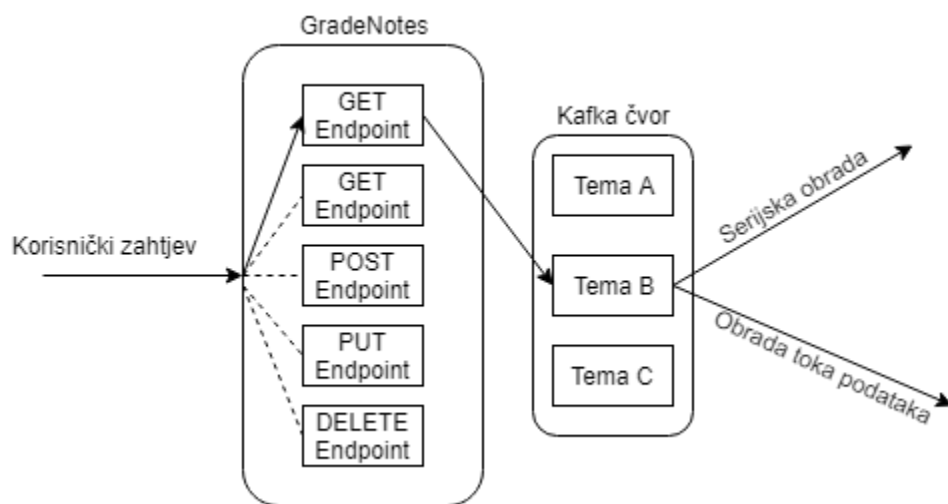 GradeNotes
GET
Endpoint
GET
Endpoint
POST
Endpoint
PUT
Endpoint
DELETE
Endpoint
Korisnički zahtjev
Kafka čvor
Tema A
Tema B
Tema C
Serijska obrada
Obrada toka podataka